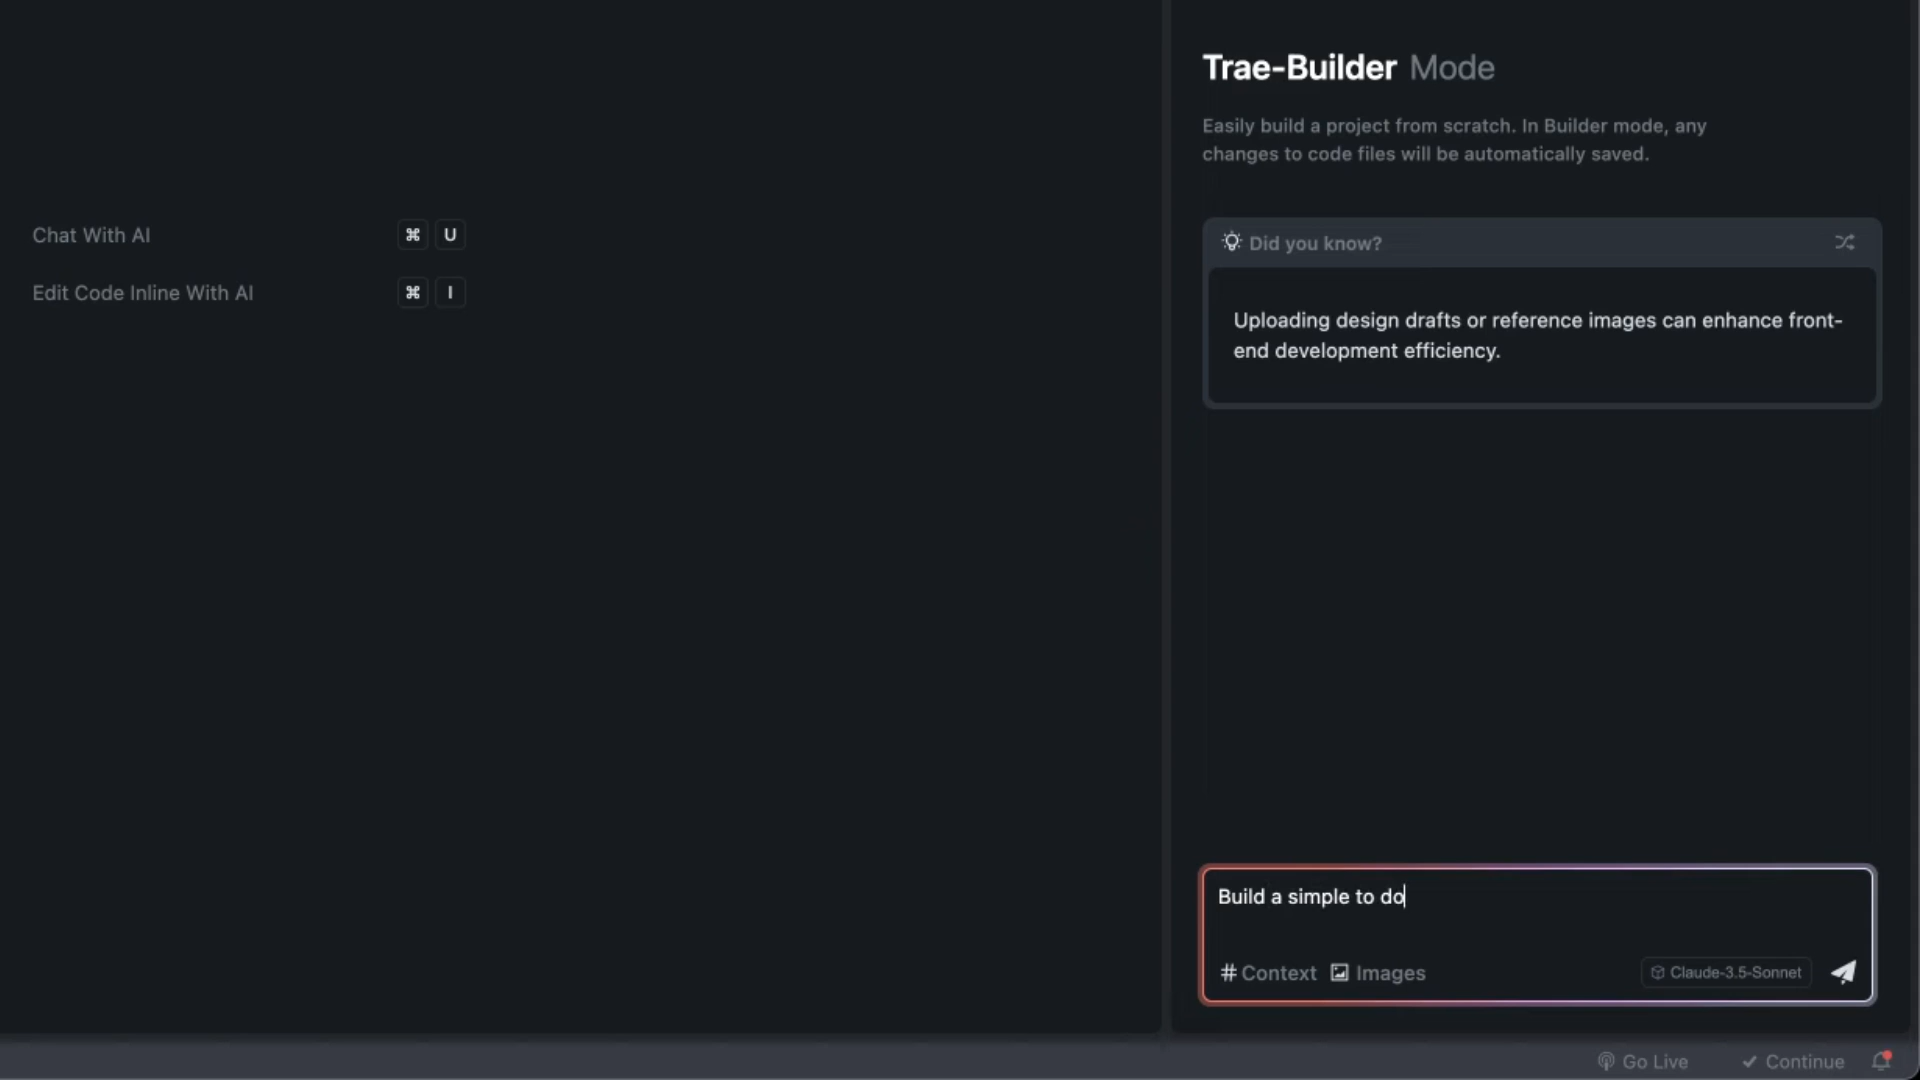 Trae-Builder Mode
Easily build a project from scratch. In Builder mode, any
changes to code files will be automatically saved.
Chat With AI ⌘ U
Edit Code Inline With AI ⌘ I
Did you know?
Uploading design drafts or reference images can enhance front-
end development efficiency.
Build a simple to do
# Context Images Claude-3.5-Sonnet
Go Live Continue